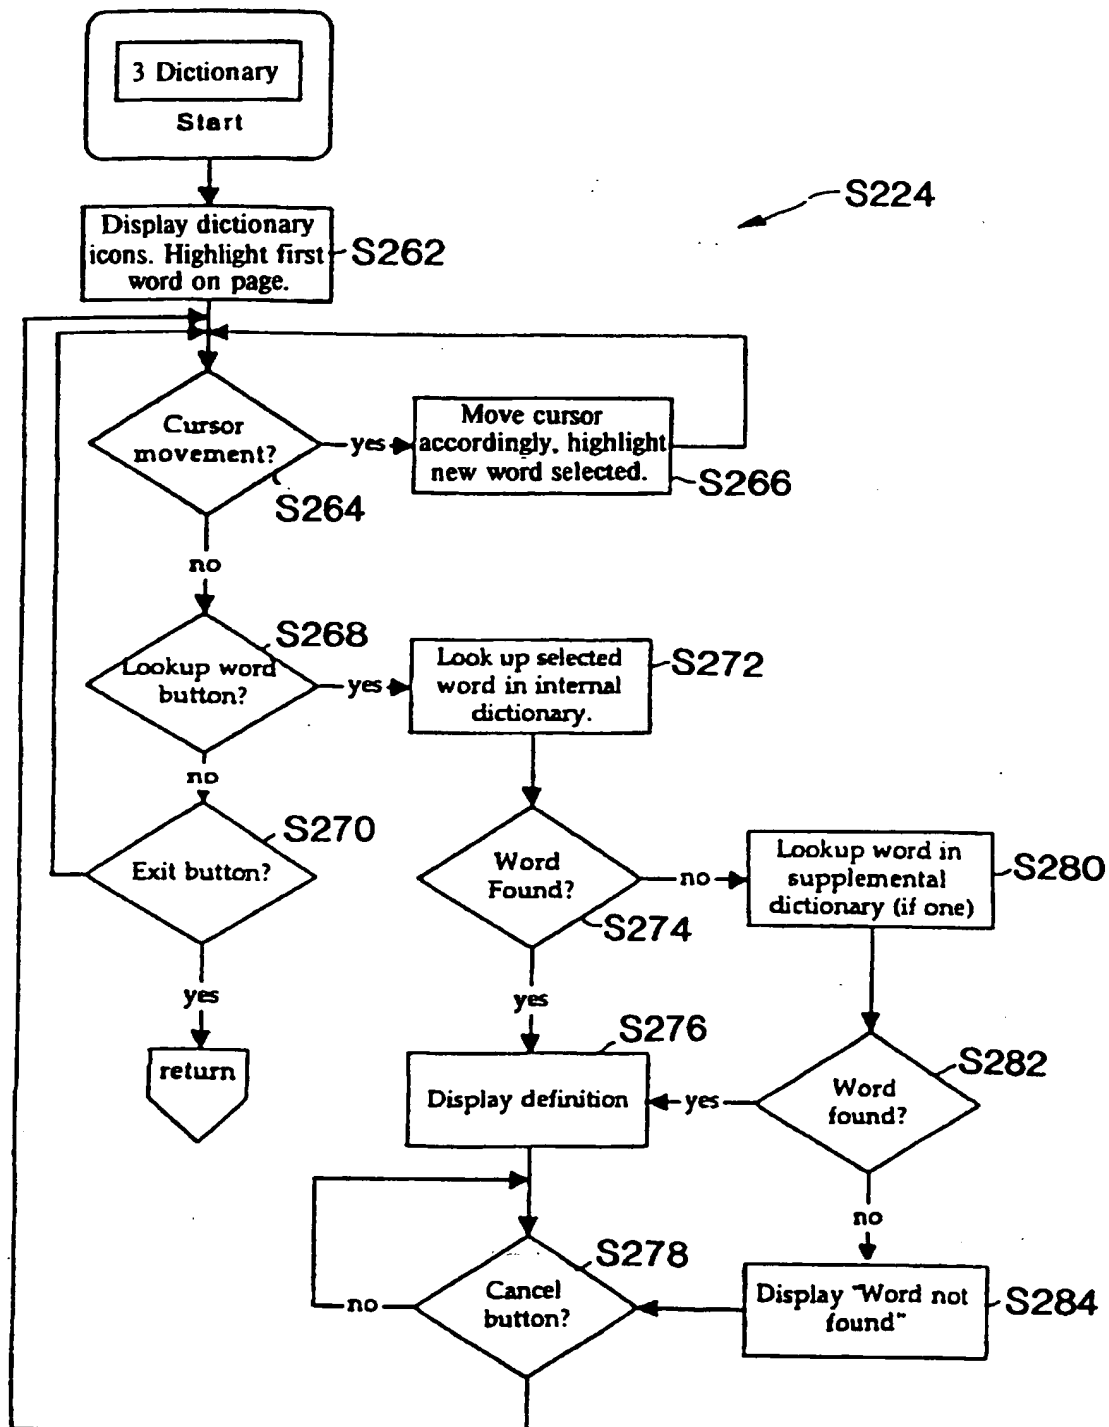 3 Dictionary
Start
S224
Display dictionary
icons. Highlight first
word on page.
S262
Cursor
movement?
S264
yes
Move cursor
accordingly, highlight
new word selected.
S266
no
Lookup word
button?
S268
yes
Look up selected
word in internal
dictionary.
S272
no
Exit button?
S270
Word
Found?
S274
no
Lookup word in
supplemental
dictionary (if one)
S280
yes
return
yes
Display definition
S276
yes
Word
found?
S282
no
Cancel
button?
S278
no
Display "Word not
found"
S284